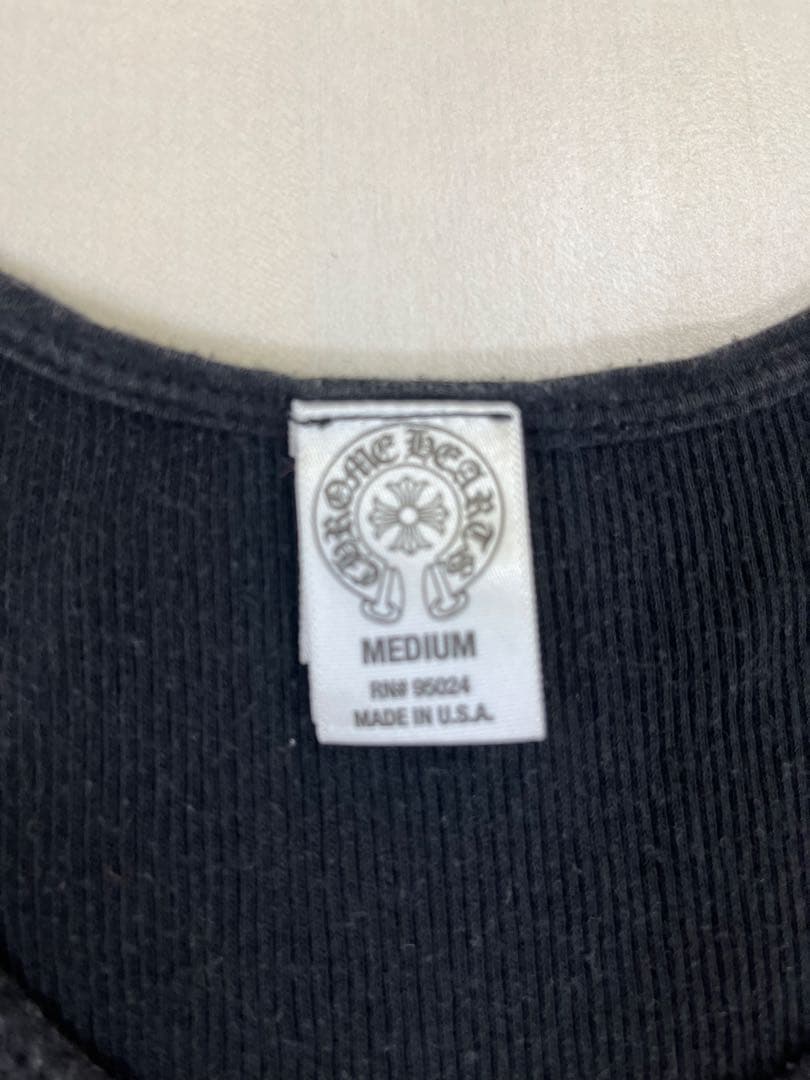 CHROME HEARTS
MEDIUM
RN# 95024
MADE IN U.S.A.